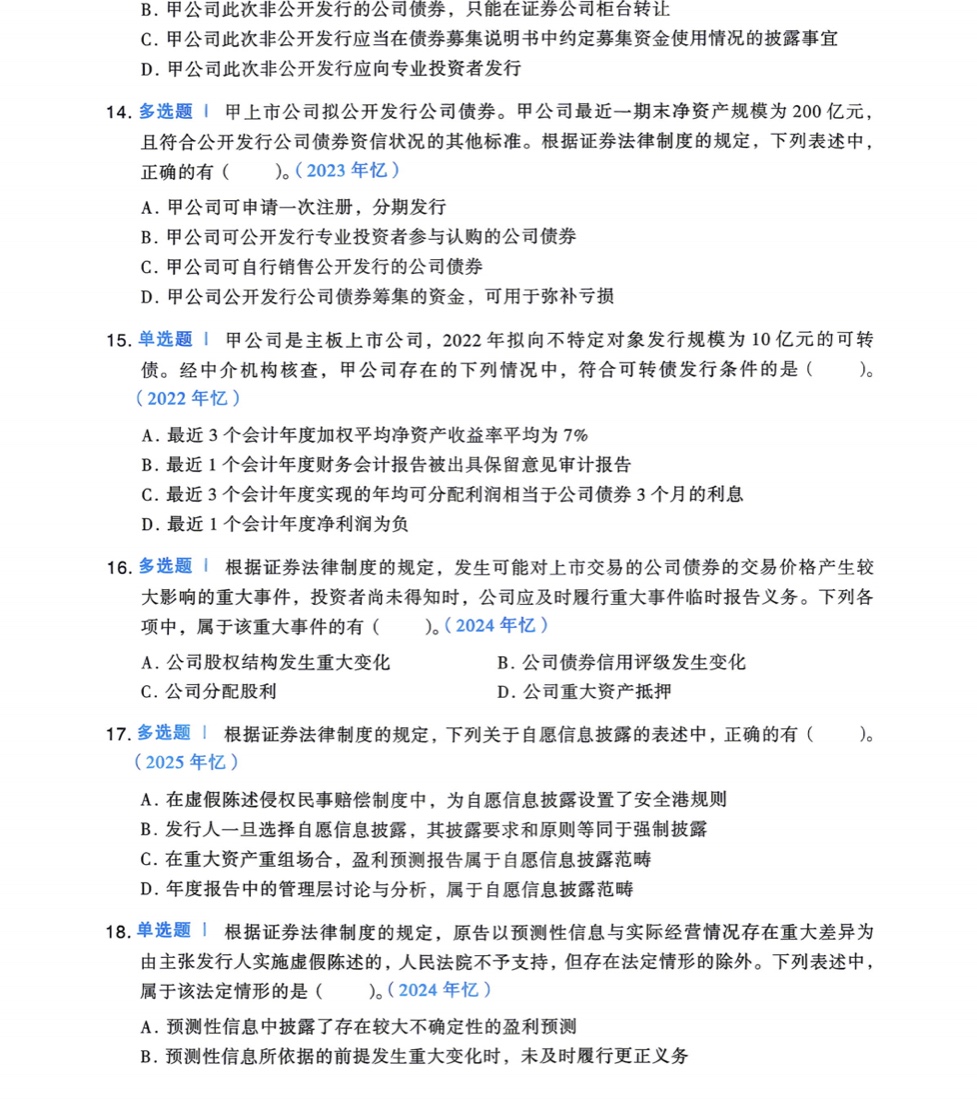 B. 甲公司此次非公开发行的公司债券，只能在证券公司柜台转让
C. 甲公司此次非公开发行应当在债券募集说明书中约定募集资金使用情况的披露事宜
D. 甲公司此次非公开发行应向专业投资者发行
14. 多选题 | 甲上市公司拟公开发行公司债券。甲公司最近一期末净资产规模为 200 亿元，
且符合公开发行公司债券资信状况的其他标准。根据证券法律制度的规定，下列表述中，
正确的有（　　）。（2023 年忆）
A. 甲公司可申请一次注册，分期发行
B. 甲公司可公开发行专业投资者参与认购的公司债券
C. 甲公司可自行销售公开发行的公司债券
D. 甲公司公开发行公司债券筹集的资金，可用于弥补亏损
15. 单选题 | 甲公司是主板上市公司，2022 年拟向不特定对象发行规模为 10 亿元的可转
债。经中介机构核查，甲公司存在的下列情况中，符合可转债发行条件的是（　　）。
（2022 年忆）
A. 最近 3 个会计年度加权平均净资产收益率平均为 7%
B. 最近 1 个会计年度财务会计报告被出具保留意见审计报告
C. 最近 3 个会计年度实现的年均可分配利润相当于公司债券 3 个月的利息
D. 最近 1 个会计年度净利润为负
16. 多选题 | 根据证券法律制度的规定，发生可能对上市交易的公司债券的交易价格产生较
大影响的重大事件，投资者尚未得知时，公司应及时履行重大事件临时报告义务。下列各
项中，属于该重大事件的有（　　）。（2024 年忆）
A. 公司股权结构发生重大变化　　B. 公司债券信用评级发生变化
C. 公司分配股利　　D. 公司重大资产抵押
17. 多选题 | 根据证券法律制度的规定，下列关于自愿信息披露的表述中，正确的有（　　）。
（2025 年忆）
A. 在虚假陈述侵权民事赔偿制度中，为自愿信息披露设置了安全港规则
B. 发行人一旦选择自愿信息披露，其披露要求和原则等同于强制披露
C. 在重大资产重组场合，盈利预测报告属于自愿信息披露范畴
D. 年度报告中的管理层讨论与分析，属于自愿信息披露范畴
18. 单选题 | 根据证券法律制度的规定，原告以预测性信息与实际经营情况存在重大差异为
由主张发行人实施虚假陈述的，人民法院不予支持，但存在法定情形的除外。下列表述中，
属于该法定情形的是（　　）。（2024 年忆）
A. 预测性信息中披露了存在较大不确定性的盈利预测
B. 预测性信息所依据的前提发生重大变化时，未及时履行更正义务